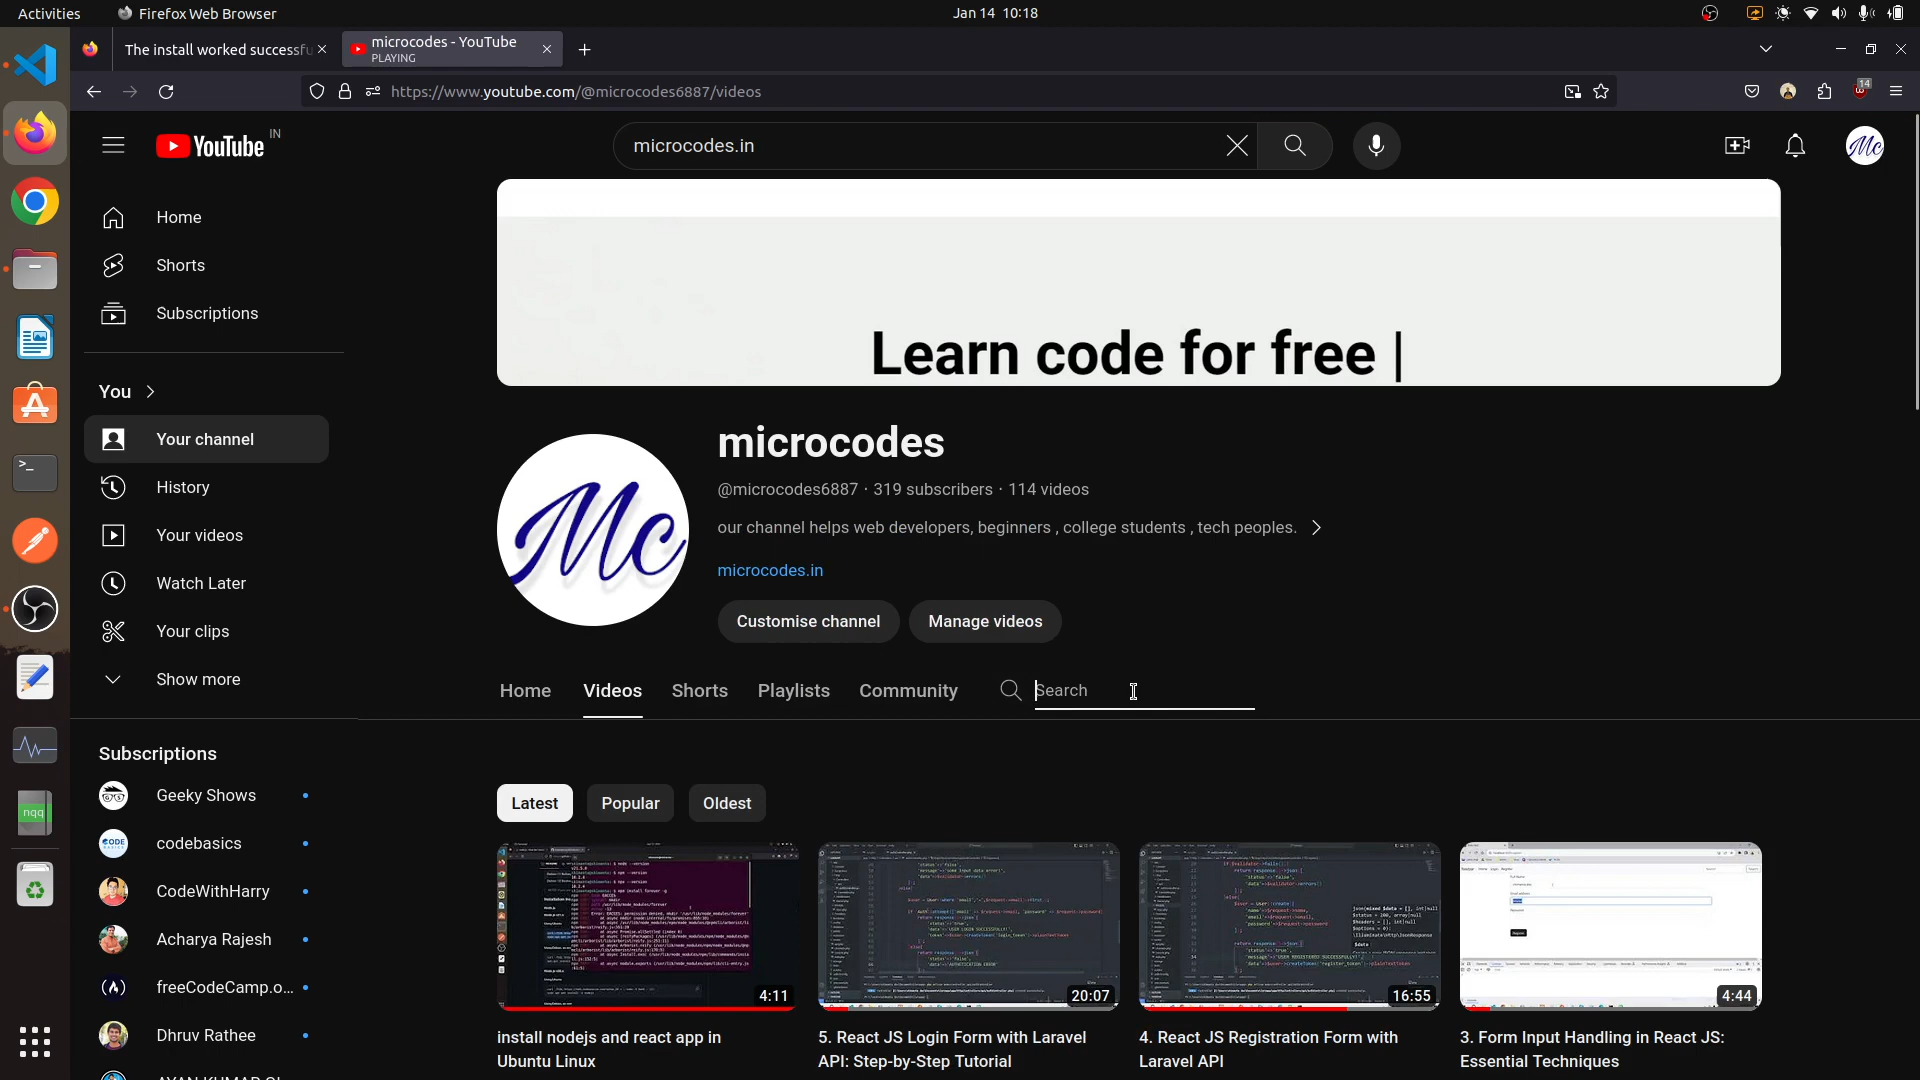 Activities
Firefox Web Browser
Jan 14 10:18
The install worked successfu
microcodes - YouTube
PLAYING
https://www.youtube.com/@microcodes6887/videos
14
YouTube IN
microcodes.in
Mc
Home
Shorts
Subscriptions
You
Your channel
History
Your videos
Watch Later
Your clips
Show more
Subscriptions
Geeky Shows
codebasics
CodeWithHarry
Acharya Rajesh
freeCodeCamp.o...
Dhruv Rathee
nqq
Learn code for free |
Mc
microcodes
@microcodes6887 · 319 subscribers · 114 videos
our channel helps web developers, beginners , college students , tech peoples.
microcodes.in
Customise channel
Manage videos
Home
Videos
Shorts
Playlists
Community
Search
Latest
Popular
Oldest
4:11
20:07
16:55
4:44
install nodejs and react app in
Ubuntu Linux
5. React JS Login Form with Laravel
API: Step-by-Step Tutorial
4. React JS Registration Form with
Laravel API
3. Form Input Handling in React JS:
Essential Techniques